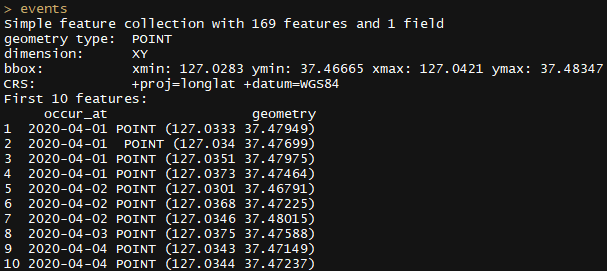 > events
Simple feature collection with 169 features and 1 field
geometry type:  POINT
dimension:      XY
bbox:           xmin: 127.0283 ymin: 37.46665 xmax: 127.0421 ymax: 37.48347
CRS:            +proj=longlat +datum=WGS84
First 10 features:
     occur_at                 geometry
1  2020-04-01 POINT (127.0333 37.47949)
2  2020-04-01  POINT (127.034 37.47699)
3  2020-04-01 POINT (127.0351 37.47975)
4  2020-04-01 POINT (127.0373 37.47464)
5  2020-04-02 POINT (127.0301 37.46791)
6  2020-04-02 POINT (127.0368 37.47225)
7  2020-04-02 POINT (127.0346 37.48015)
8  2020-04-03 POINT (127.0375 37.47588)
9  2020-04-04 POINT (127.0343 37.47149)
10 2020-04-04 POINT (127.0344 37.47237)